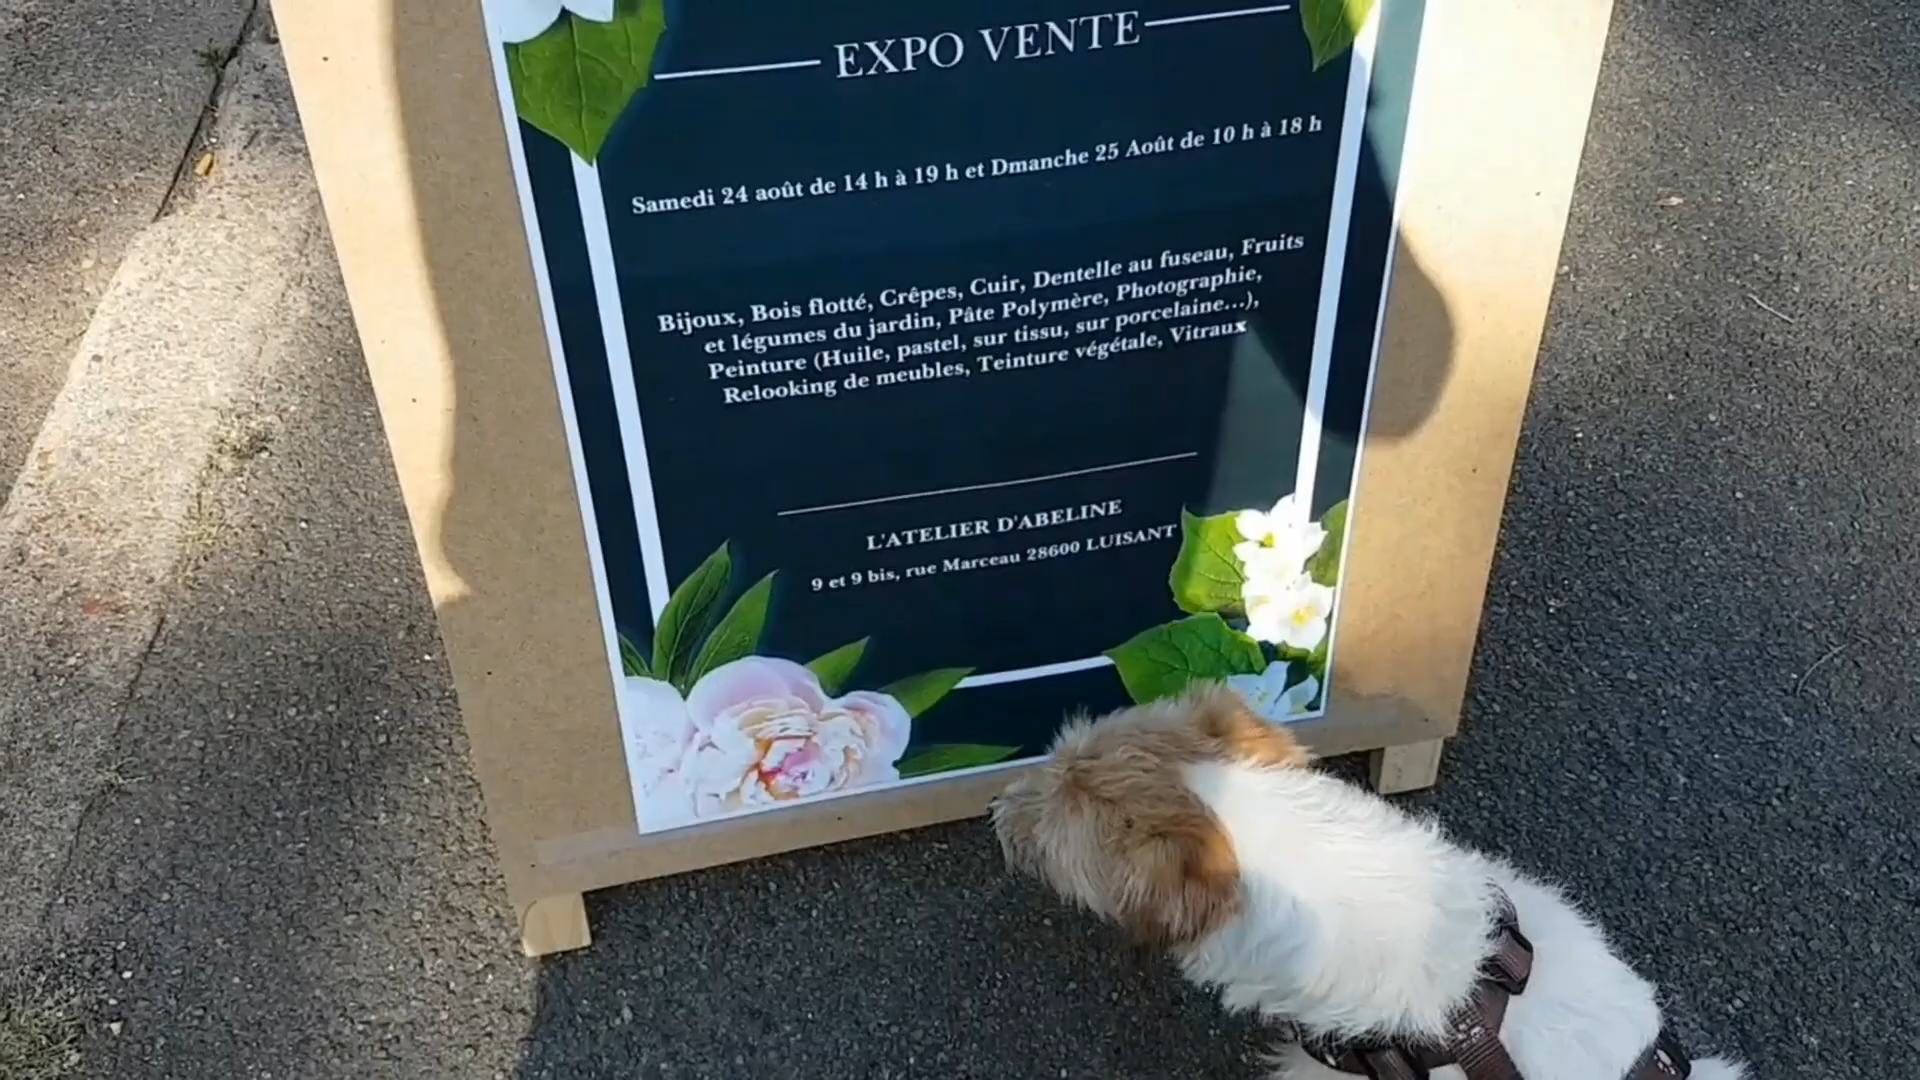 EXPO VENTE
Samedi 24 août de 14 h à 19 h et Dmanche 25 Août de 10 h à 18 h
Bijoux, Bois flotté, Crêpes, Cuir, Dentelle au fuseau, Fruits
et légumes du jardin, Pâte Polymère, Photographie,
Peinture (Huile, pastel, sur tissu, sur porcelaine...),
Relooking de meubles, Teinture végétale, Vitraux
L'ATELIER D'ABELINE
9 et 9 bis, rue Marceau 28600 LUISANT